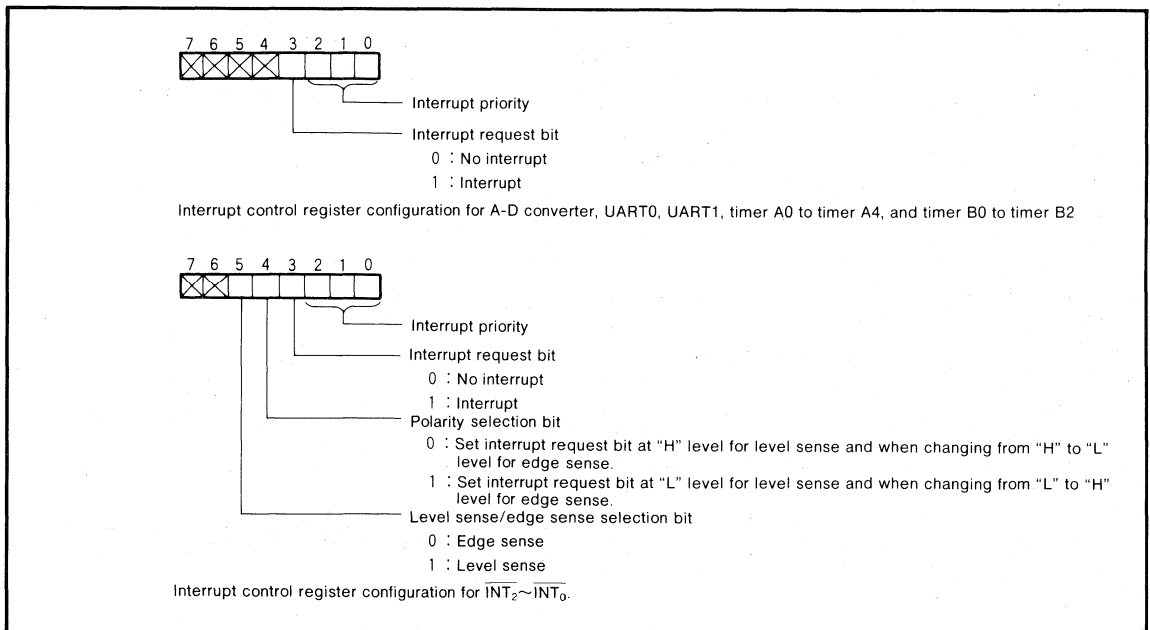 7 6 5 4 3 2 1 0
Interrupt priority
Interrupt request bit
0 : No interrupt
1 : Interrupt
Interrupt control register configuration for A-D converter, UART0, UART1, timer A0 to timer A4, and timer B0 to timer B2
7 6 5 4 3 2 1 0
Interrupt priority
Interrupt request bit
0 : No interrupt
1 : Interrupt
Polarity selection bit
0 : Set interrupt request bit at “H” level for level sense and when changing from “H” to “L”
level for edge sense.
1 : Set interrupt request bit at “L” level for level sense and when changing from “L” to “H”
level for edge sense.
Level sense/edge sense selection bit
0 : Edge sense
1 : Level sense
Interrupt control register configuration for I̅N̅T̅₂~I̅N̅T̅₀.